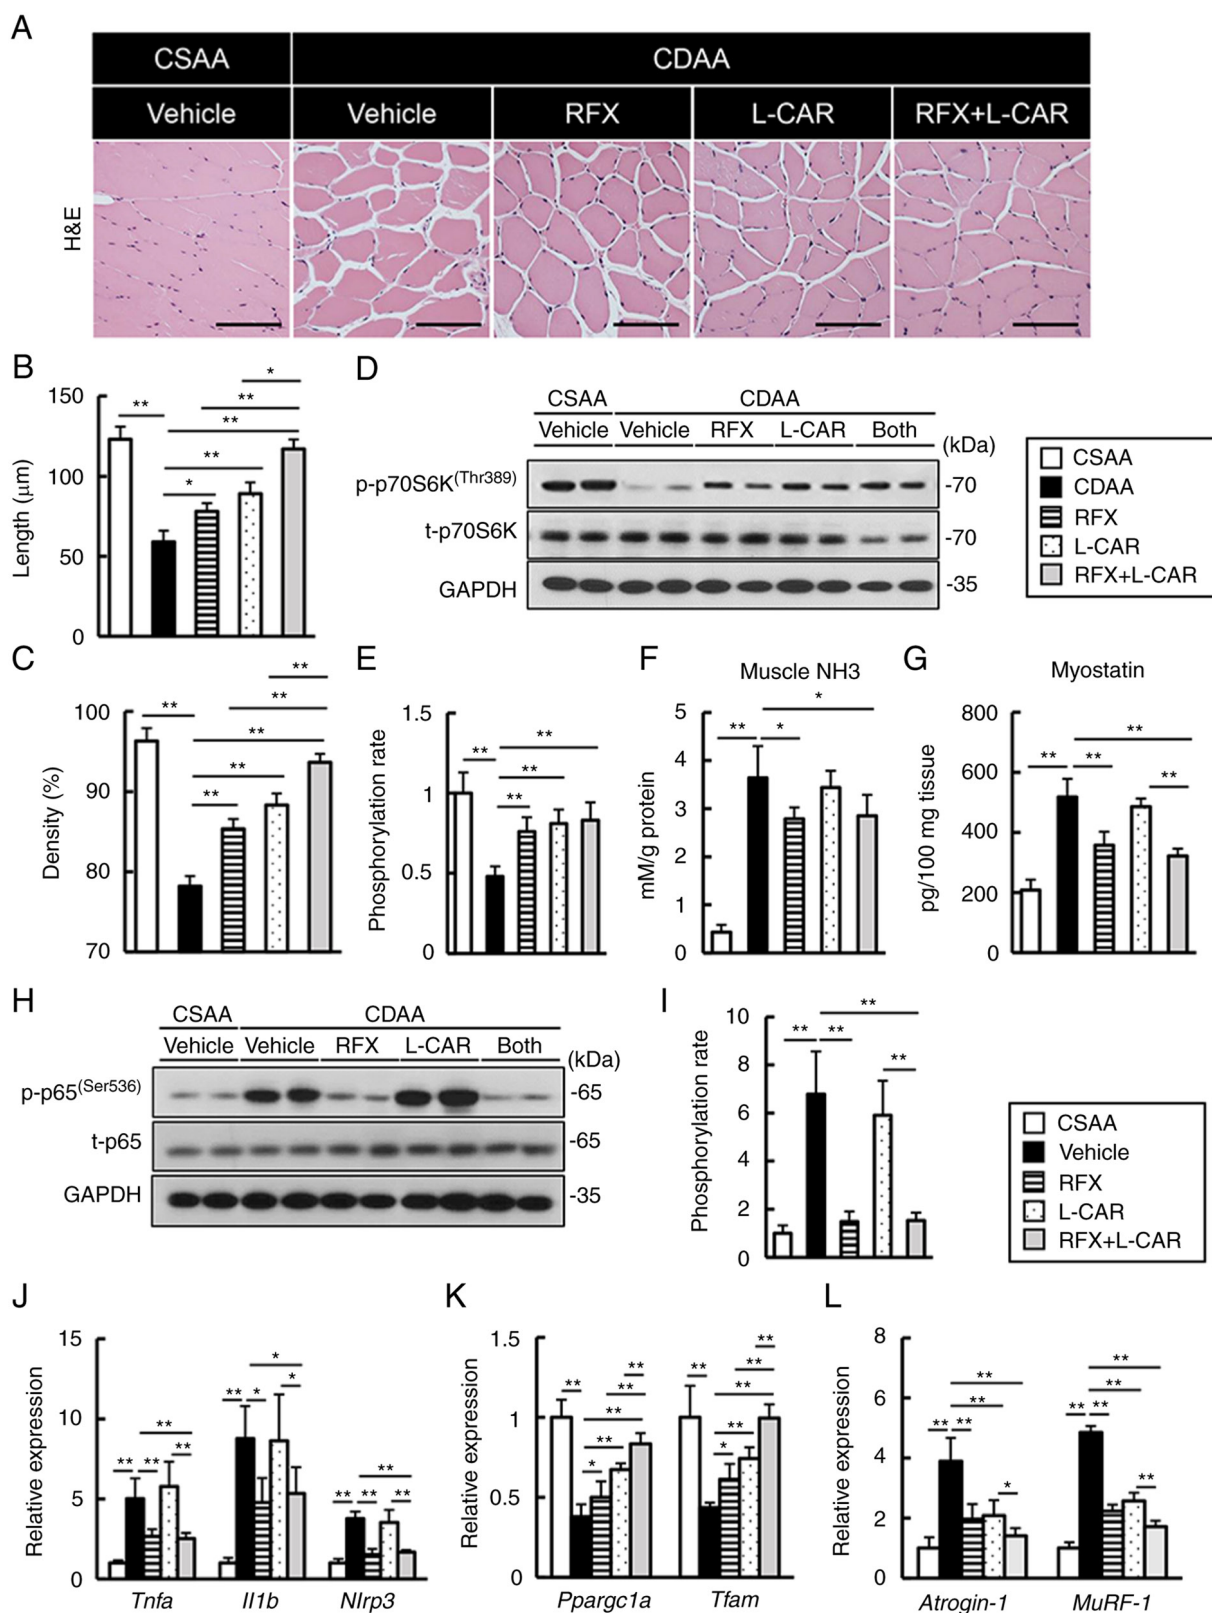 A
CSAA CDAA
Vehicle Vehicle RFX L-CAR RFX+L-CAR
H&E
B
150
100
50
0
Length (μm)
* ** ** ** ** *
D
CSAA CDAA
Vehicle Vehicle RFX L-CAR Both (kDa)
p-p70S6K(Thr389) -70
t-p70S6K -70
GAPDH -35
CSAA
CDAA
RFX
L-CAR
RFX+L-CAR
C
100
90
80
70
Density (%)
** ** ** ** ** **
E
1.5
1
0.5
0
Phosphorylation rate
** ** ** **
F
Muscle NH3
5
4
3
2
1
0
mM/g protein
** * *
G
Myostatin
800
600
400
200
0
pg/100 mg tissue
** ** ** **
H
CSAA CDAA
Vehicle Vehicle RFX L-CAR Both (kDa)
p-p65(Ser536) -65
t-p65 -65
GAPDH -35
I
10
8
6
4
2
0
Phosphorylation rate
** ** ** **
CSAA
Vehicle
RFX
L-CAR
RFX+L-CAR
J
15
10
5
0
Relative expression
** ** ** **
** * * *
** ** ** **
Tnfa Il1b Nlrp3
K
1.5
1
0.5
0
Relative expression
** * ** ** ** **
** * ** ** ** **
Ppargc1a Tfam
L
8
6
4
2
0
Relative expression
** ** ** ** *
** ** ** ** **
Atrogin-1 MuRF-1